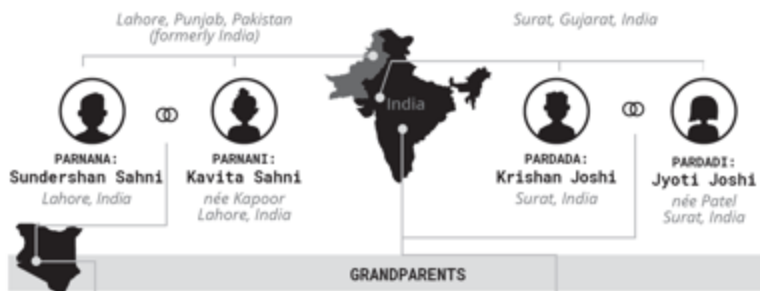 Lahore, Punjab, Pakistan
(formerly India)
Surat, Gujarat, India
India
PARNANA:
Sundershan Sahni
Lahore, India
PARNANI:
Kavita Sahni
née Kapoor
Lahore, India
PARDADA:
Krishan Joshi
Surat, India
PARDADI:
Jyoti Joshi
née Patel
Surat, India
GRANDPARENTS